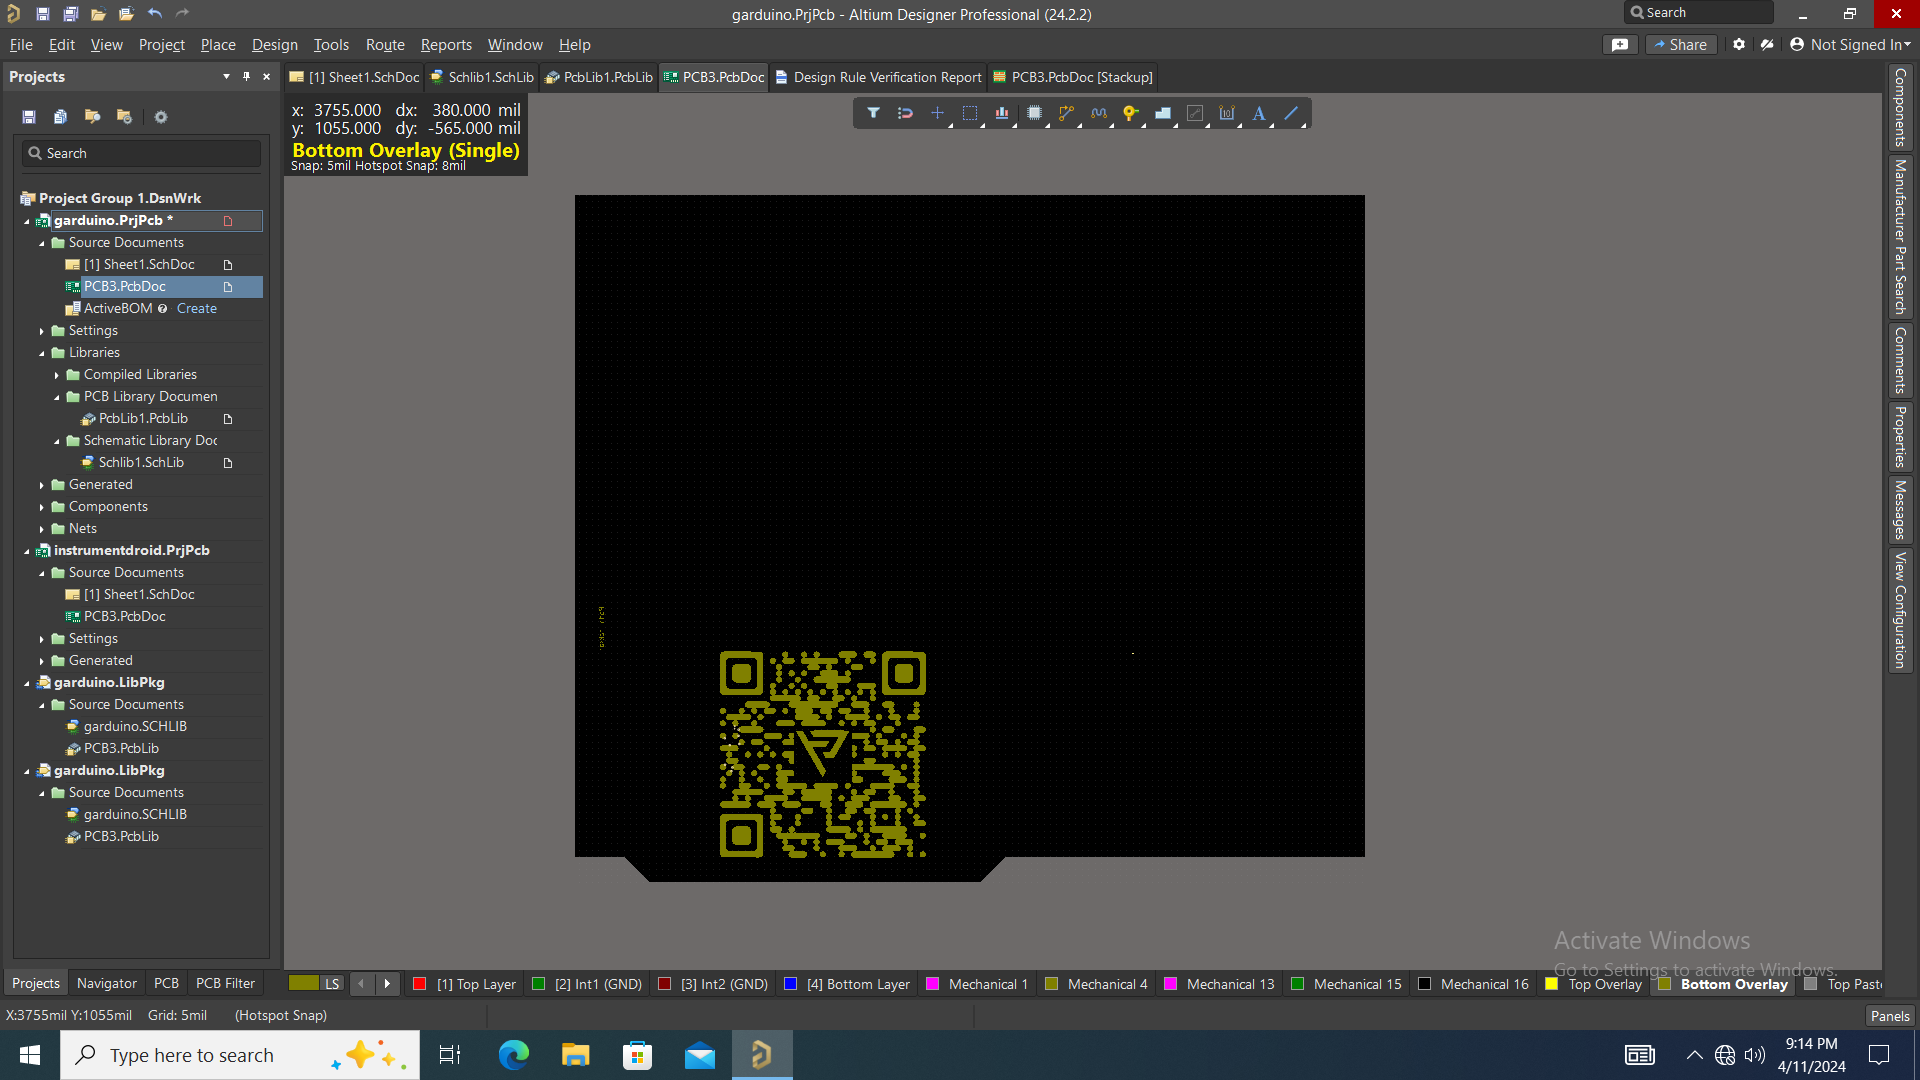 garduino.PrjPcb - Altium Designer Professional (24.2.2)
Search
File Edit View Project Place Design Tools Route Reports Window Help
Share
Not Signed In
Projects
[1] Sheet1.SchDoc
Schlib1.SchLib
PcbLib1.PcbLib
PCB3.PcbDoc
Design Rule Verification Report
PCB3.PcbDoc [Stackup]
x: 3755.000 dx: 380.000 mil
y: 1055.000 dy: -565.000 mil
Bottom Overlay (Single)
Snap: 5mil Hotspot Snap: 8mil
Search
Project Group 1.DsnWrk
garduino.PrjPcb *
Source Documents
[1] Sheet1.SchDoc
PCB3.PcbDoc
ActiveBOM Create
Settings
Libraries
Compiled Libraries
PCB Library Documen
PcbLib1.PcbLib
Schematic Library Doc
Schlib1.SchLib
Generated
Components
Nets
instrumentdroid.PrjPcb
Source Documents
[1] Sheet1.SchDoc
PCB3.PcbDoc
Settings
Generated
garduino.LibPkg
Source Documents
garduino.SCHLIB
PCB3.PcbLib
garduino.LibPkg
Source Documents
garduino.SCHLIB
PCB3.PcbLib
Components
Manufacturer Part Search
Comments
Properties
Messages
View Configuration
Activate Windows
Go to Settings to activate Windows.
Projects Navigator PCB PCB Filter
LS
[1] Top Layer
[2] Int1 (GND)
[3] Int2 (GND)
[4] Bottom Layer
Mechanical 1
Mechanical 4
Mechanical 13
Mechanical 15
Mechanical 16
Top Overlay
Bottom Overlay
Top Past
X:3755mil Y:1055mil Grid: 5mil (Hotspot Snap)
Panels
Type here to search
9:14 PM
4/11/2024